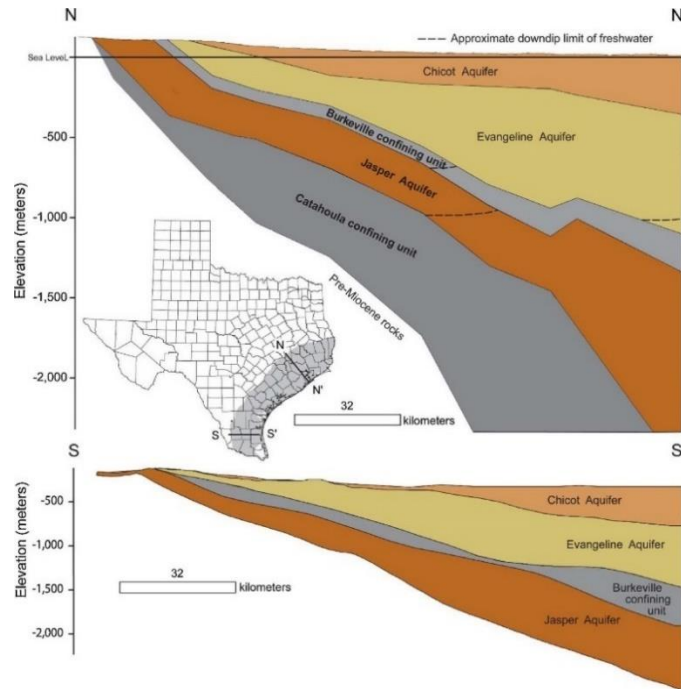 N
N
Approximate downdip limit of freshwater
Sea Level
Chicot Aquifer
Burkeville confining unit
Evangeline Aquifer
-500
Jasper Aquifer
Catahoula confining unit
-1,000
Elevation (meters)
-1,500
Pre-Miocene rocks
-2,000
N
N'
S
S'
32
kilometers
S
S
-500
Chicot Aquifer
-1,000
Evangeline Aquifer
Elevation (meters)
32
kilometers
-1,500
Burkeville
confining
unit
Jasper Aquifer
-2,000